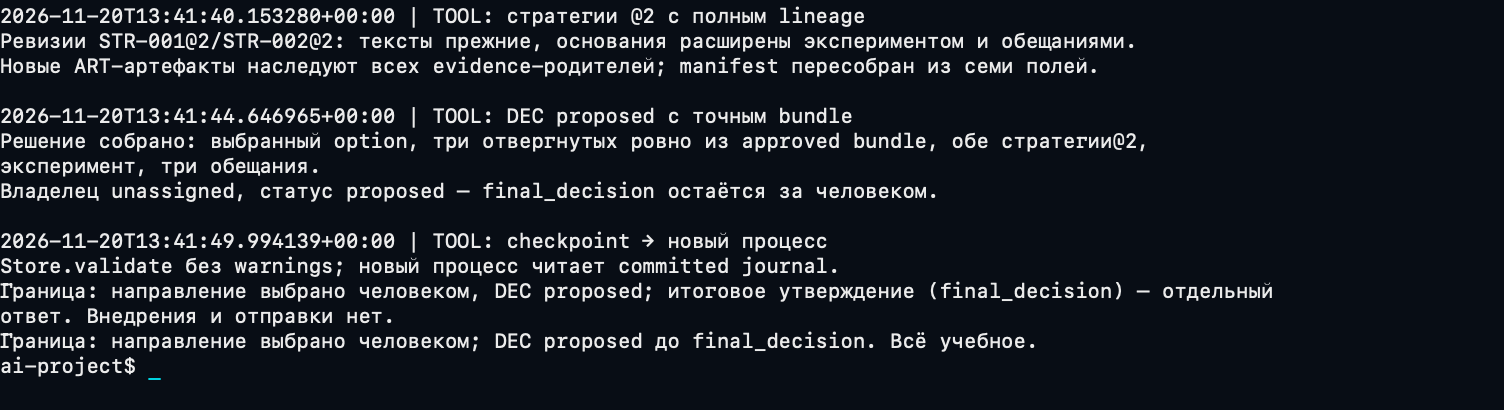 2026-11-20T13:41:40.153280+00:00 | TOOL: стратегии @2 с полным lineage
Ревизии STR-001@2/STR-002@2: тексты прежние, основания расширены экспериментом и обещаниями.
Новые ART-артефакты наследуют всех evidence-родителей; manifest пересобран из семи полей.
2026-11-20T13:41:44.646965+00:00 | TOOL: DEC proposed с точным bundle
Решение собрано: выбранный option, три отвергнутых ровно из approved bundle, обе стратегии@2,
эксперимент, три обещания.
Владелец unassigned, статус proposed — final_decision остаётся за человеком.
2026-11-20T13:41:49.994139+00:00 | TOOL: checkpoint → новый процесс
Store.validate без warnings; новый процесс читает committed journal.
Граница: направление выбрано человеком, DEC proposed; итоговое утверждение (final_decision) — отдельный
ответ. Внедрения и отправки нет.
Граница: направление выбрано человеком; DEC proposed до final_decision. Всё учебное.
ai-project$ _